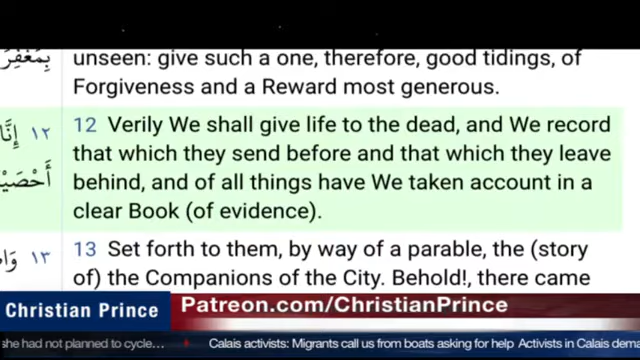 بِمَغْفِرَ
unseen: give such a one, therefore, good tidings, of
Forgiveness and a Reward most generous.
١٢ إِنَّا
12 Verily We shall give life to the dead, and We record
that which they send before and that which they leave
أَحْصَيْ
behind, and of all things have We taken account in a
clear Book (of evidence).
١٣
13 Set forth to them, by way of a parable, the (story
of) the Companions of the City. Behold!, there came
Christian Prince
Patreon.com/ChristianPrince
she had not planned to cycle… Calais activists: Migrants call us from boats asking for help Activists in Calais dema